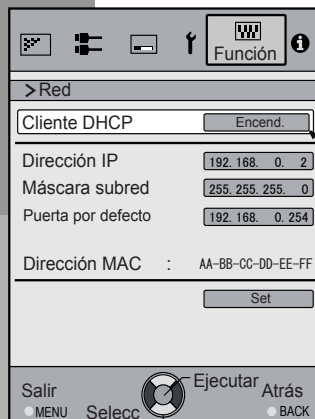 Función
>Red
Cliente DHCP Encend.
Dirección IP 192. 168. 0. 2
Máscara subred 255. 255. 255. 0
Puerta por defecto 192. 168. 0. 254
Dirección MAC : AA-BB-CC-DD-EE-FF
Set
Salir Ejecutar Atrás
MENU Selecc BACK